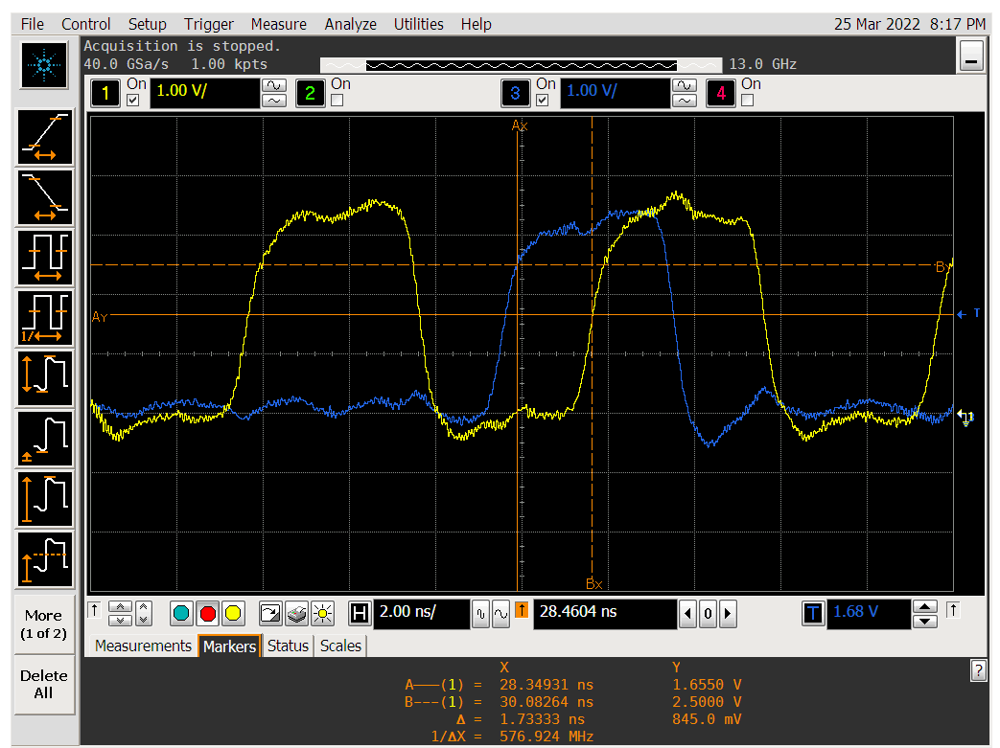 File Control Setup Trigger Measure Analyze Utilities Help 25 Mar 2022 8:17 PM
Acquisition is stopped.
40.0 GSa/s 1.00 kpts 13.0 GHz
1 On 1.00 V/ 2 On 3 On 1.00 V/ 4 On
Ax
By
Ay
T
1
1/
Bx
More
(1 of 2)
Delete
All
H 2.00 ns/ 28.4604 ns 0 T 1.68 V
Measurements Markers Status Scales
?
X Y
A———(1) = 28.34931 ns 1.6550 V
B---(1) = 30.08264 ns 2.5000 V
Δ = 1.73333 ns 845.0 mV
1/ΔX = 576.924 MHz